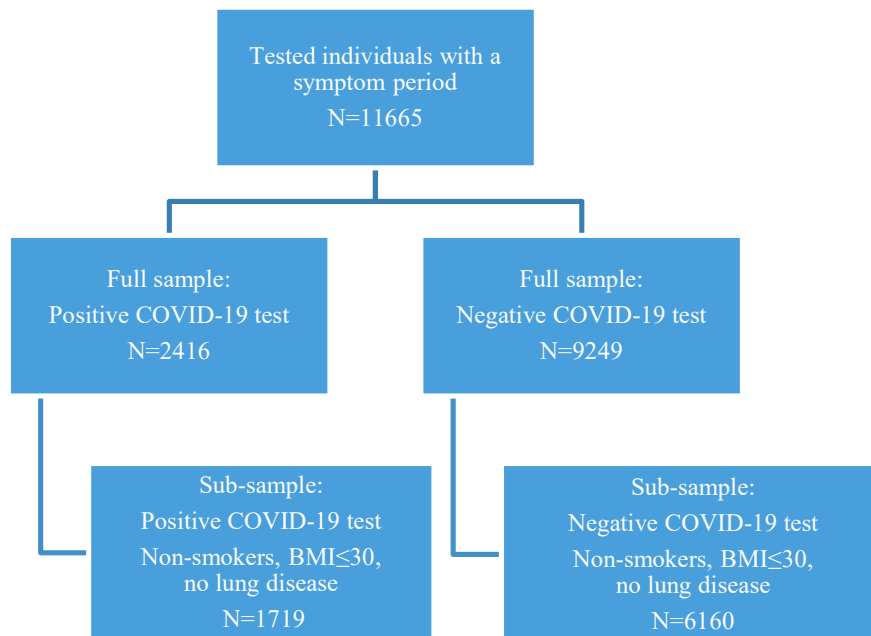 Tested individuals with a
symptom period
N=11665
Full sample:
Positive COVID-19 test
N=2416
Full sample:
Negative COVID-19 test
N=9249
Sub-sample:
Positive COVID-19 test
Non-smokers, BMI≤30,
no lung disease
N=1719
Sub-sample:
Negative COVID-19 test
Non-smokers, BMI≤30,
no lung disease
N=6160